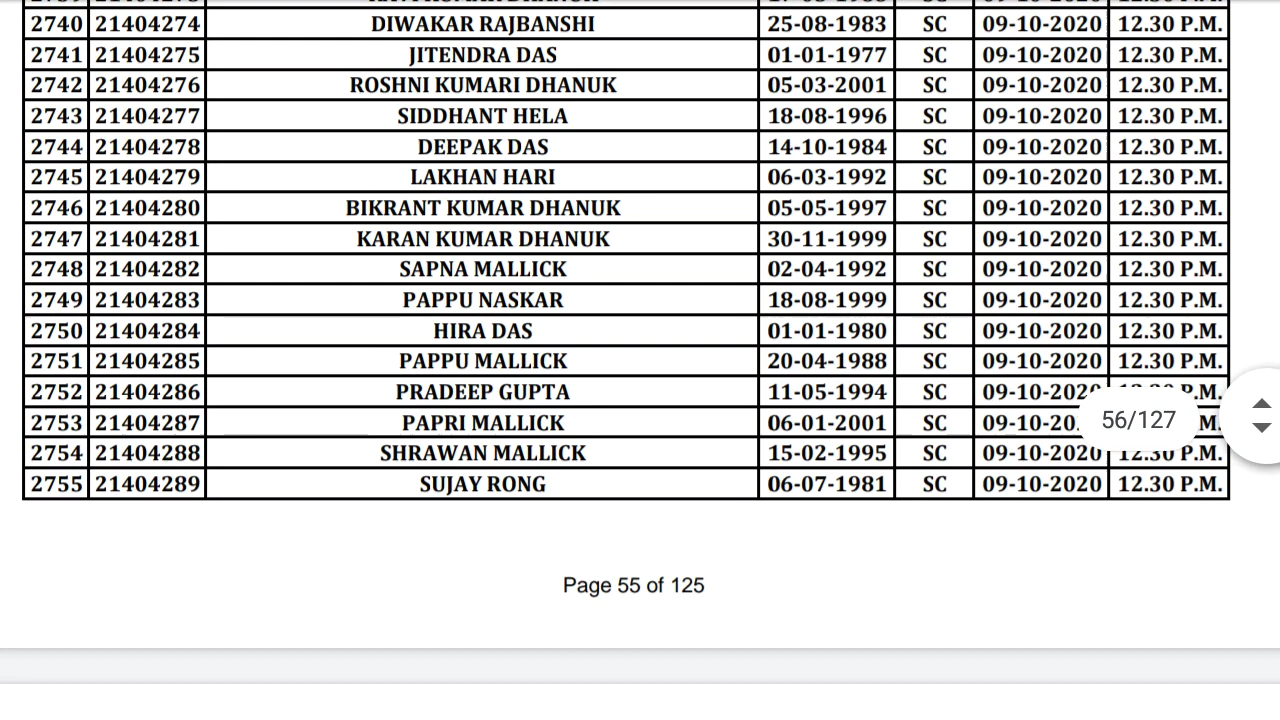 2740 21404274 DIWAKAR RAJBANSHI 25-08-1983 SC 09-10-2020 12.30 P.M.
2741 21404275 JITENDRA DAS 01-01-1977 SC 09-10-2020 12.30 P.M.
2742 21404276 ROSHNI KUMARI DHANUK 05-03-2001 SC 09-10-2020 12.30 P.M.
2743 21404277 SIDDHANT HELA 18-08-1996 SC 09-10-2020 12.30 P.M.
2744 21404278 DEEPAK DAS 14-10-1984 SC 09-10-2020 12.30 P.M.
2745 21404279 LAKHAN HARI 06-03-1992 SC 09-10-2020 12.30 P.M.
2746 21404280 BIKRANT KUMAR DHANUK 05-05-1997 SC 09-10-2020 12.30 P.M.
2747 21404281 KARAN KUMAR DHANUK 30-11-1999 SC 09-10-2020 12.30 P.M.
2748 21404282 SAPNA MALLICK 02-04-1992 SC 09-10-2020 12.30 P.M.
2749 21404283 PAPPU NASKAR 18-08-1999 SC 09-10-2020 12.30 P.M.
2750 21404284 HIRA DAS 01-01-1980 SC 09-10-2020 12.30 P.M.
2751 21404285 PAPPU MALLICK 20-04-1988 SC 09-10-2020 12.30 P.M.
2752 21404286 PRADEEP GUPTA 11-05-1994 SC 09-10-2020 12.30 P.M.
2753 21404287 PAPRI MALLICK 06-01-2001 SC
56/127
2754 21404288 SHRAWAN MALLICK 15-02-1995 SC 09-10-2020 12.30 P.M.
2755 21404289 SUJAY RONG 06-07-1981 SC 09-10-2020 12.30 P.M.
Page 55 of 125